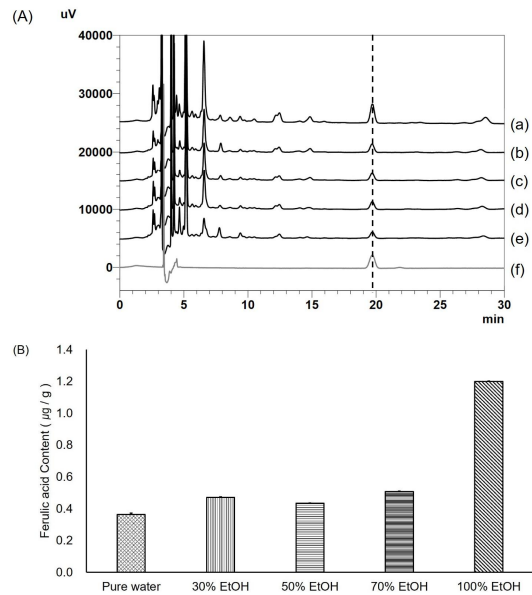 (A)
uV
40000
30000
20000
10000
0
(a)
(b)
(c)
(d)
(e)
(f)
0 5 10 15 20 25 30
min
(B)
Ferulic acid Content ( μg / g )
1.4
1.2
1.0
0.8
0.6
0.4
0.2
0.0
Pure water 30% EtOH 50% EtOH 70% EtOH 100% EtOH